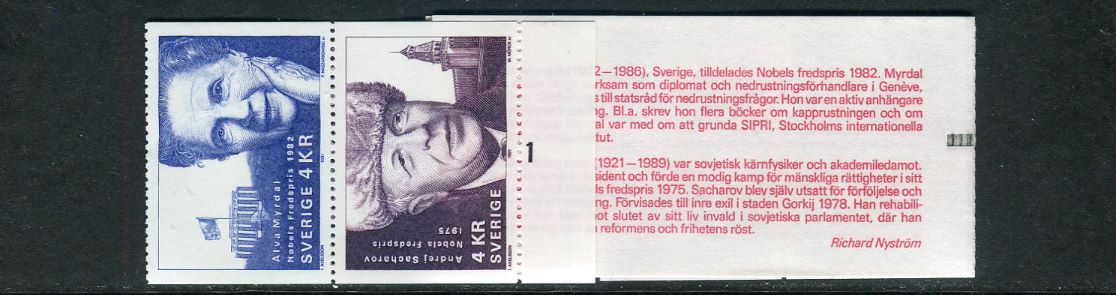 Alva Myrdal
Nobels Fredspris 1982
SVERIGE 4 KR
Andrej Sacharov
Nobels Fredspris
1975
4 KR
SVERIGE
1
2—1986), Sverige, tilldelades Nobels fredspris 1982. Myrdal
rksam som diplomat och nedrustningsförhandlare i Genève,
s till statsråd för nedrustningsfrågor. Hon var en aktiv anhängare
ng. Bl.a. skrev hon flera böcker om kapprustningen och om
al var med om att grunda SIPRI, Stockholms internationella
tut.
(1921—1989) var sovjetisk kärnfysiker och akademiledamot.
sident och förde en modig kamp för mänskliga rättigheter i sitt
ls fredspris 1975. Sacharov blev själv utsatt för förföljelse och
ng. Förvisades till inre exil i staden Gorkij 1978. Han rehabili-
not slutet av sitt liv invald i sovjetiska parlamentet, där han
a reformens och frihetens röst.
Richard Nyström